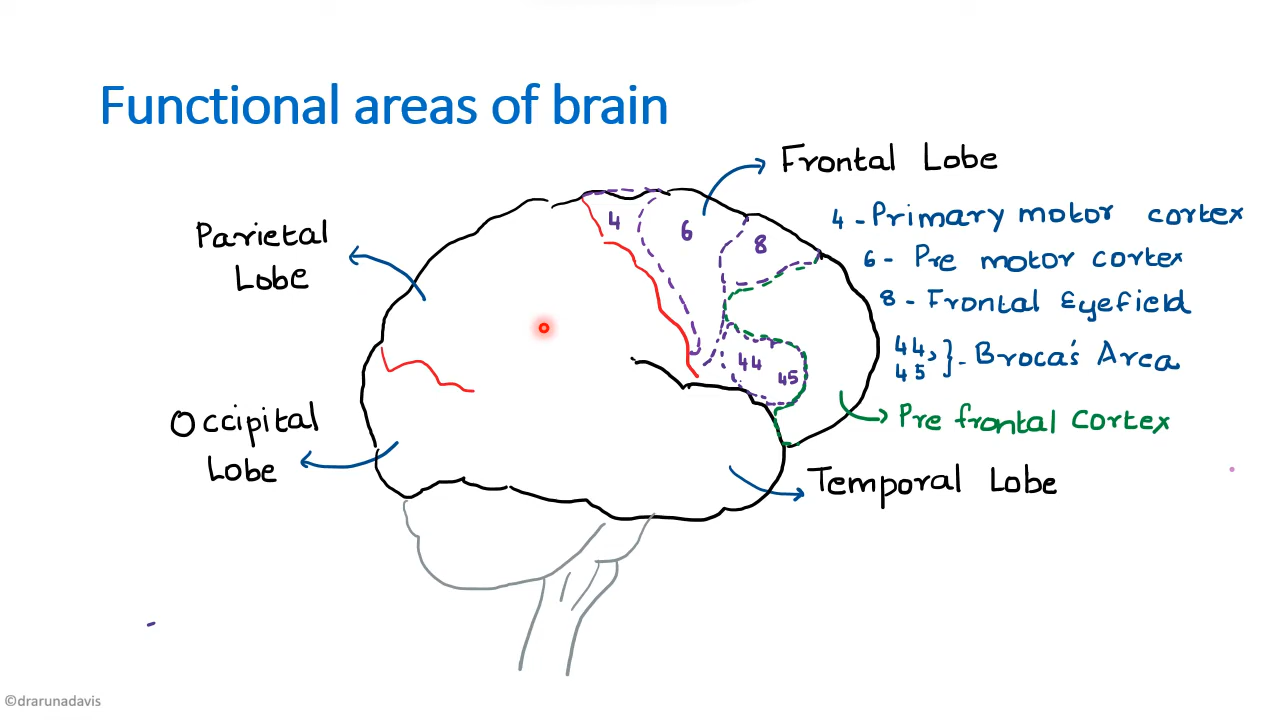 Functional areas of brain
Frontal Lobe
4 - Primary motor cortex
6 - Pre motor cortex
8 - Frontal Eyefield
44, 45 } - Broca's Area
Pre frontal Cortex
Temporal Lobe
Parietal
Lobe
Occipital
Lobe
4
6
8
44
45
©drarunadavis